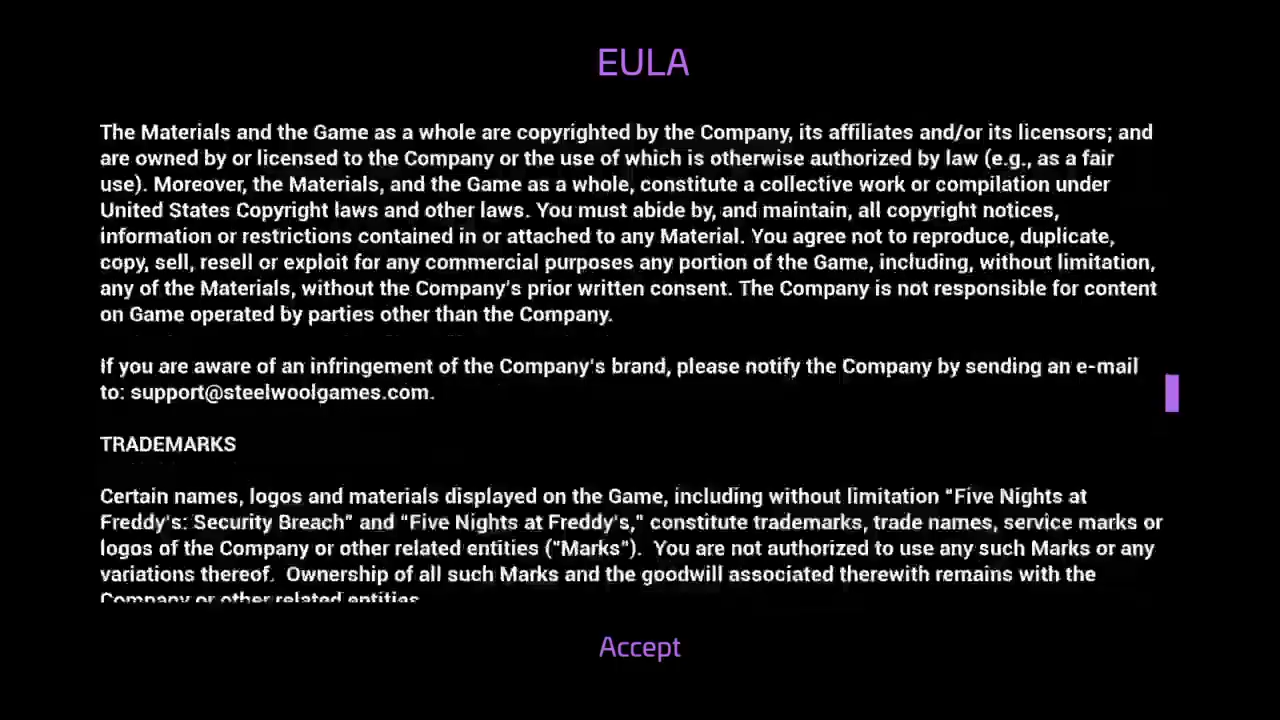 EULA
The Materials and the Game as a whole are copyrighted by the Company, its affiliates and/or its licensors; and
are owned by or licensed to the Company or the use of which is otherwise authorized by law (e.g., as a fair
use). Moreover, the Materials, and the Game as a whole, constitute a collective work or compilation under
United States Copyright laws and other laws. You must abide by, and maintain, all copyright notices,
information or restrictions contained in or attached to any Material. You agree not to reproduce, duplicate,
copy, sell, resell or exploit for any commercial purposes any portion of the Game, including, without limitation,
any of the Materials, without the Company's prior written consent. The Company is not responsible for content
on Game operated by parties other than the Company.
If you are aware of an infringement of the Company's brand, please notify the Company by sending an e-mail
to: support@steelwoolgames.com.
TRADEMARKS
Certain names, logos and materials displayed on the Game, including without limitation "Five Nights at
Freddy's: Security Breach" and "Five Nights at Freddy's," constitute trademarks, trade names, service marks or
logos of the Company or other related entities ("Marks").  You are not authorized to use any such Marks or any
variations thereof.  Ownership of all such Marks and the goodwill associated therewith remains with the
Company or other related entities.
Accept